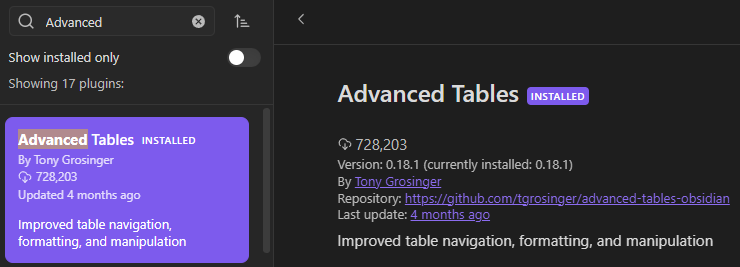 Advanced
Show installed only
Showing 17 plugins:
Advanced Tables INSTALLED
By Tony Grosinger
728,203
Updated 4 months ago
Improved table navigation,
formatting, and manipulation
Advanced Tables INSTALLED
728,203
Version: 0.18.1 (currently installed: 0.18.1)
By Tony Grosinger
Repository: https://github.com/tgrosinger/advanced-tables-obsidian
Last update: 4 months ago
Improved table navigation, formatting, and manipulation